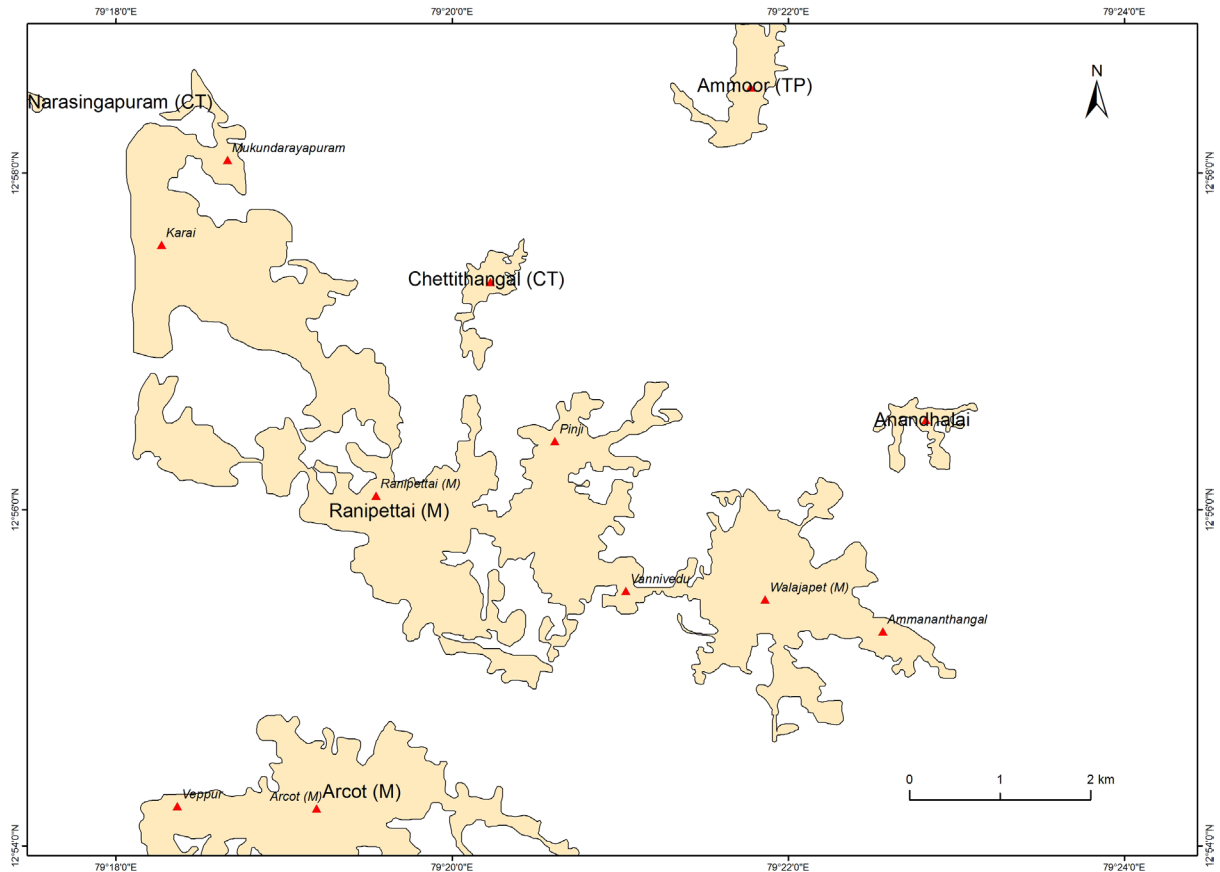 79°18'0"E 79°20'0"E 79°22'0"E 79°24'0"E
N
Ammoor (TP)
Narasingapuram (CT)
Mukundarayapuram
12°58'0"N 12°58'0"N
Karai
Chettithangal (CT)
Anandhalai
Pinji
Ranipettai (M)
Ranipettai (M)
12°56'0"N 12°56'0"N
Vannivedu
Walajapet (M)
Ammananthangal
0 1 2 km
Veppur
Arcot (M)
Arcot (M)
12°54'0"N 12°54'0"N
79°18'0"E 79°20'0"E 79°22'0"E 79°24'0"E